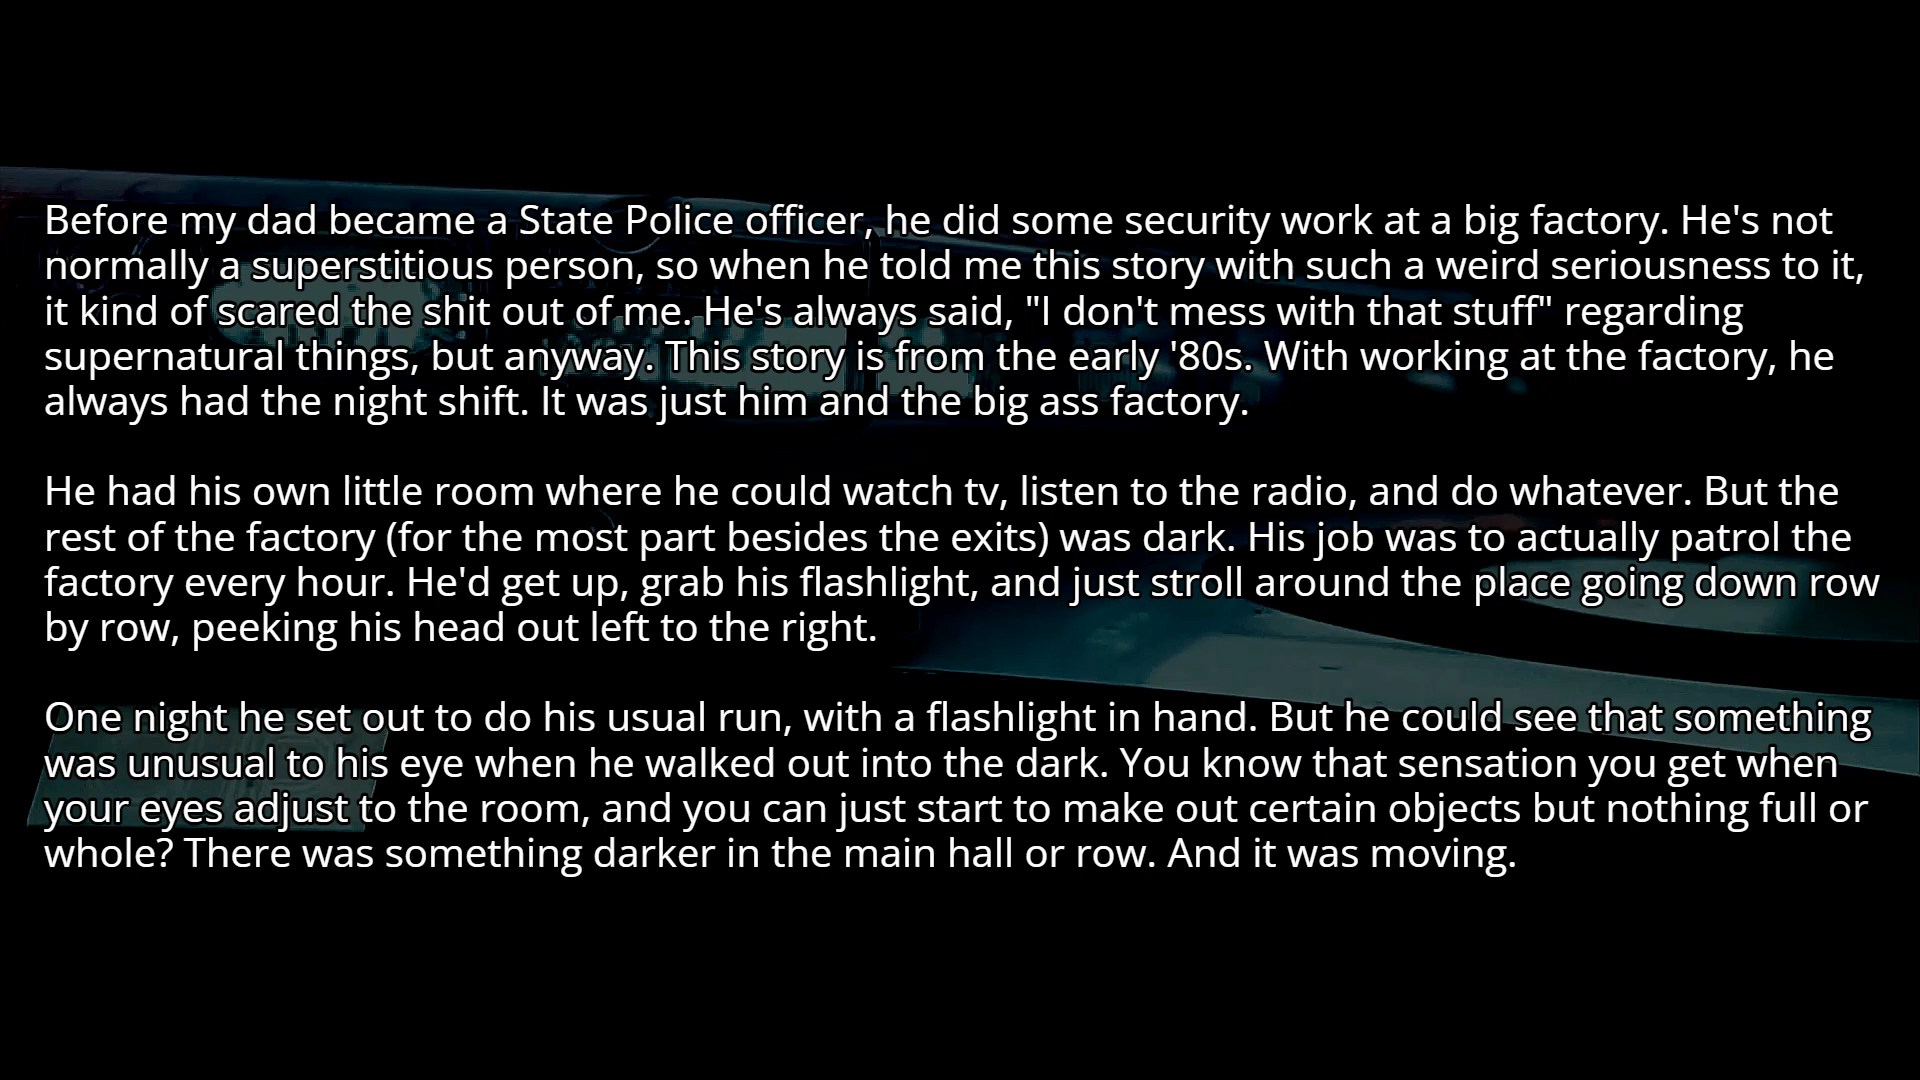 Before my dad became a State Police officer, he did some security work at a big factory. He's not
normally a superstitious person, so when he told me this story with such a weird seriousness to it,
it kind of scared the shit out of me. He's always said, "I don't mess with that stuff" regarding
supernatural things, but anyway. This story is from the early '80s. With working at the factory, he
always had the night shift. It was just him and the big ass factory.
He had his own little room where he could watch tv, listen to the radio, and do whatever. But the
rest of the factory (for the most part besides the exits) was dark. His job was to actually patrol the
factory every hour. He'd get up, grab his flashlight, and just stroll around the place going down row
by row, peeking his head out left to the right.
One night he set out to do his usual run, with a flashlight in hand. But he could see that something
was unusual to his eye when he walked out into the dark. You know that sensation you get when
your eyes adjust to the room, and you can just start to make out certain objects but nothing full or
whole? There was something darker in the main hall or row. And it was moving.